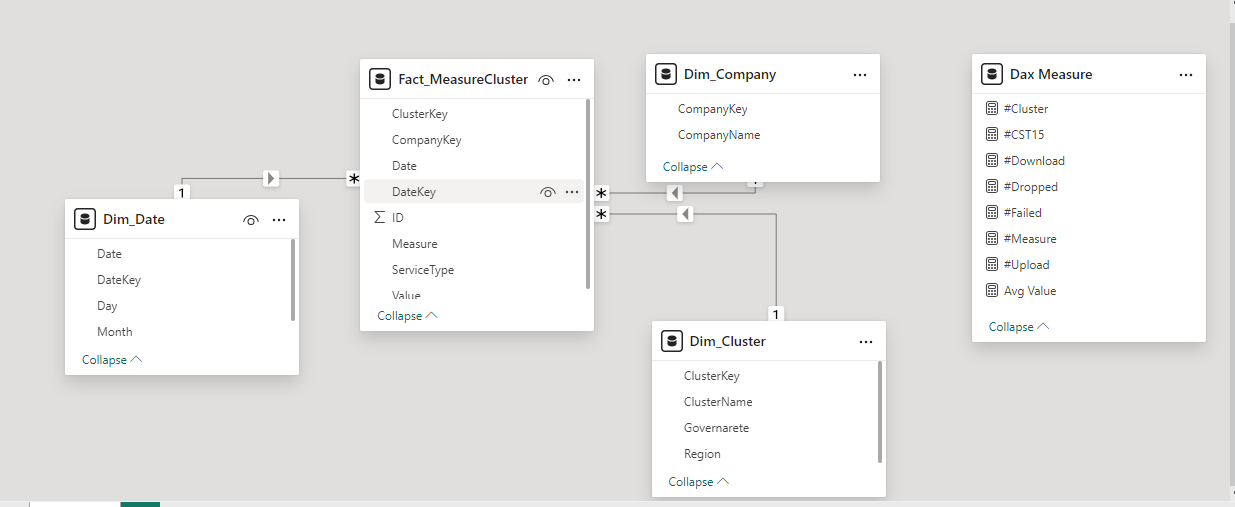 Fact_MeasureCluster
ClusterKey
CompanyKey
Date
DateKey
ID
Measure
ServiceType
Value
Collapse
Dim_Company
CompanyKey
CompanyName
Collapse
Dax Measure
#Cluster
#CST15
#Download
#Dropped
#Failed
#Measure
#Upload
Avg Value
Collapse
1
*
*
*
1
Dim_Date
Date
DateKey
Day
Month
Collapse
1
Dim_Cluster
ClusterKey
ClusterName
Governarete
Region
Collapse